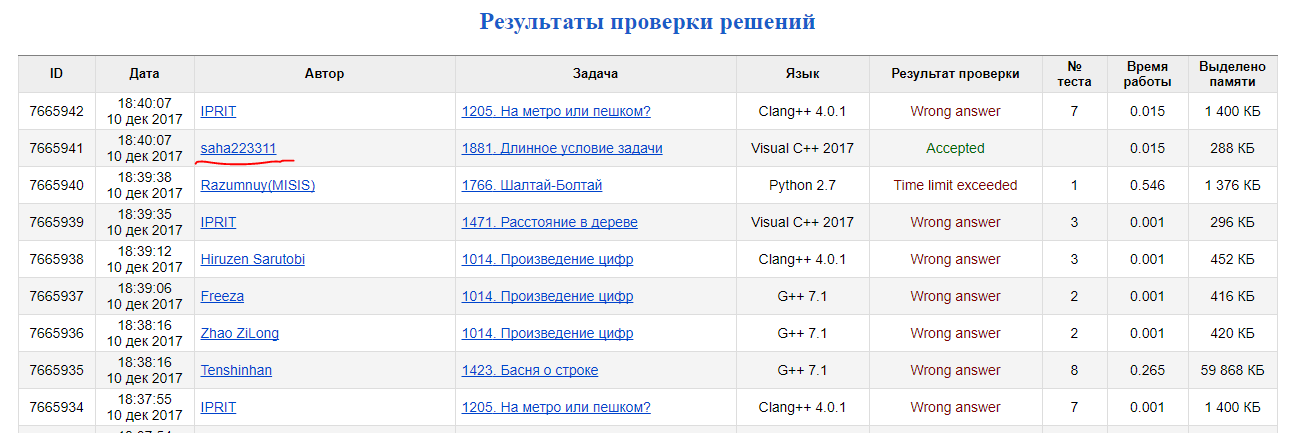 Результаты проверки решений
ID Дата Автор Задача Язык Результат проверки № теста Время работы Выделено памяти
7665942 18:40:07 10 дек 2017 IPRIT 1205. На метро или пешком? Clang++ 4.0.1 Wrong answer 7 0.015 1 400 КБ
7665941 18:40:07 10 дек 2017 saha223311 1881. Длинное условие задачи Visual C++ 2017 Accepted 0.015 288 КБ
7665940 18:39:38 10 дек 2017 Razumnuy(MISIS) 1766. Шалтай-Болтай Python 2.7 Time limit exceeded 1 0.546 1 376 КБ
7665939 18:39:35 10 дек 2017 IPRIT 1471. Расстояние в дереве Visual C++ 2017 Wrong answer 3 0.001 296 КБ
7665938 18:39:12 10 дек 2017 Hiruzen Sarutobi 1014. Произведение цифр Clang++ 4.0.1 Wrong answer 3 0.001 452 КБ
7665937 18:39:06 10 дек 2017 Freeza 1014. Произведение цифр G++ 7.1 Wrong answer 2 0.001 416 КБ
7665936 18:38:16 10 дек 2017 Zhao ZiLong 1014. Произведение цифр G++ 7.1 Wrong answer 2 0.001 420 КБ
7665935 18:38:16 10 дек 2017 Tenshinhan 1423. Басня о строке G++ 7.1 Wrong answer 8 0.265 59 868 КБ
7665934 18:37:55 10 дек 2017 IPRIT 1205. На метро или пешком? Clang++ 4.0.1 Wrong answer 7 0.001 1 400 КБ